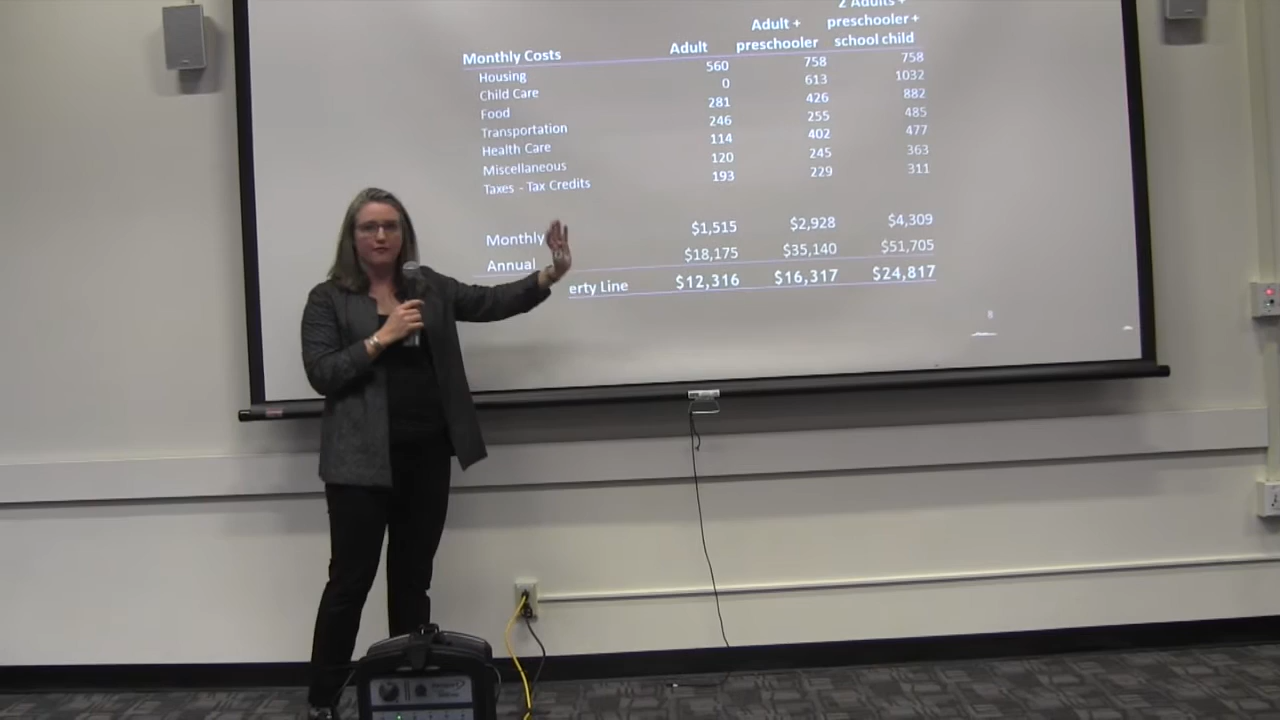 2 Adults +
Adult + preschooler +
Monthly Costs Adult preschooler school child
Housing 560 758 758
Child Care 0 613 1032
Food 281 426 882
Transportation 246 255 485
Health Care 114 402 477
Miscellaneous 120 245 363
Taxes - Tax Credits 193 229 311
Monthly $1,515 $2,928 $4,309
Annual $18,175 $35,140 $51,705
erty Line $12,316 $16,317 $24,817